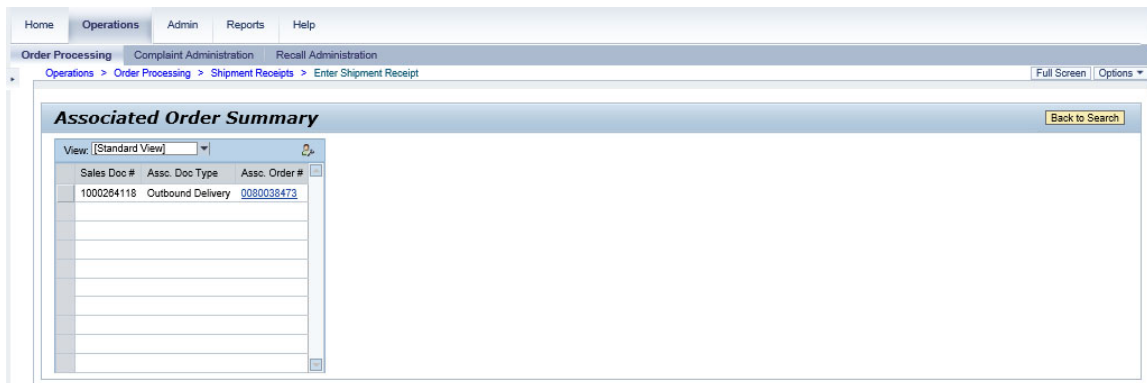 Home Operations Admin Reports Help
Order Processing Complaint Administration Recall Administration
Operations > Order Processing > Shipment Receipts > Enter Shipment Receipt Full Screen Options
Associated Order Summary Back to Search
View: [Standard View]
Sales Doc # Assc. Doc Type Assc. Order #
1000264118 Outbound Delivery 0080038473